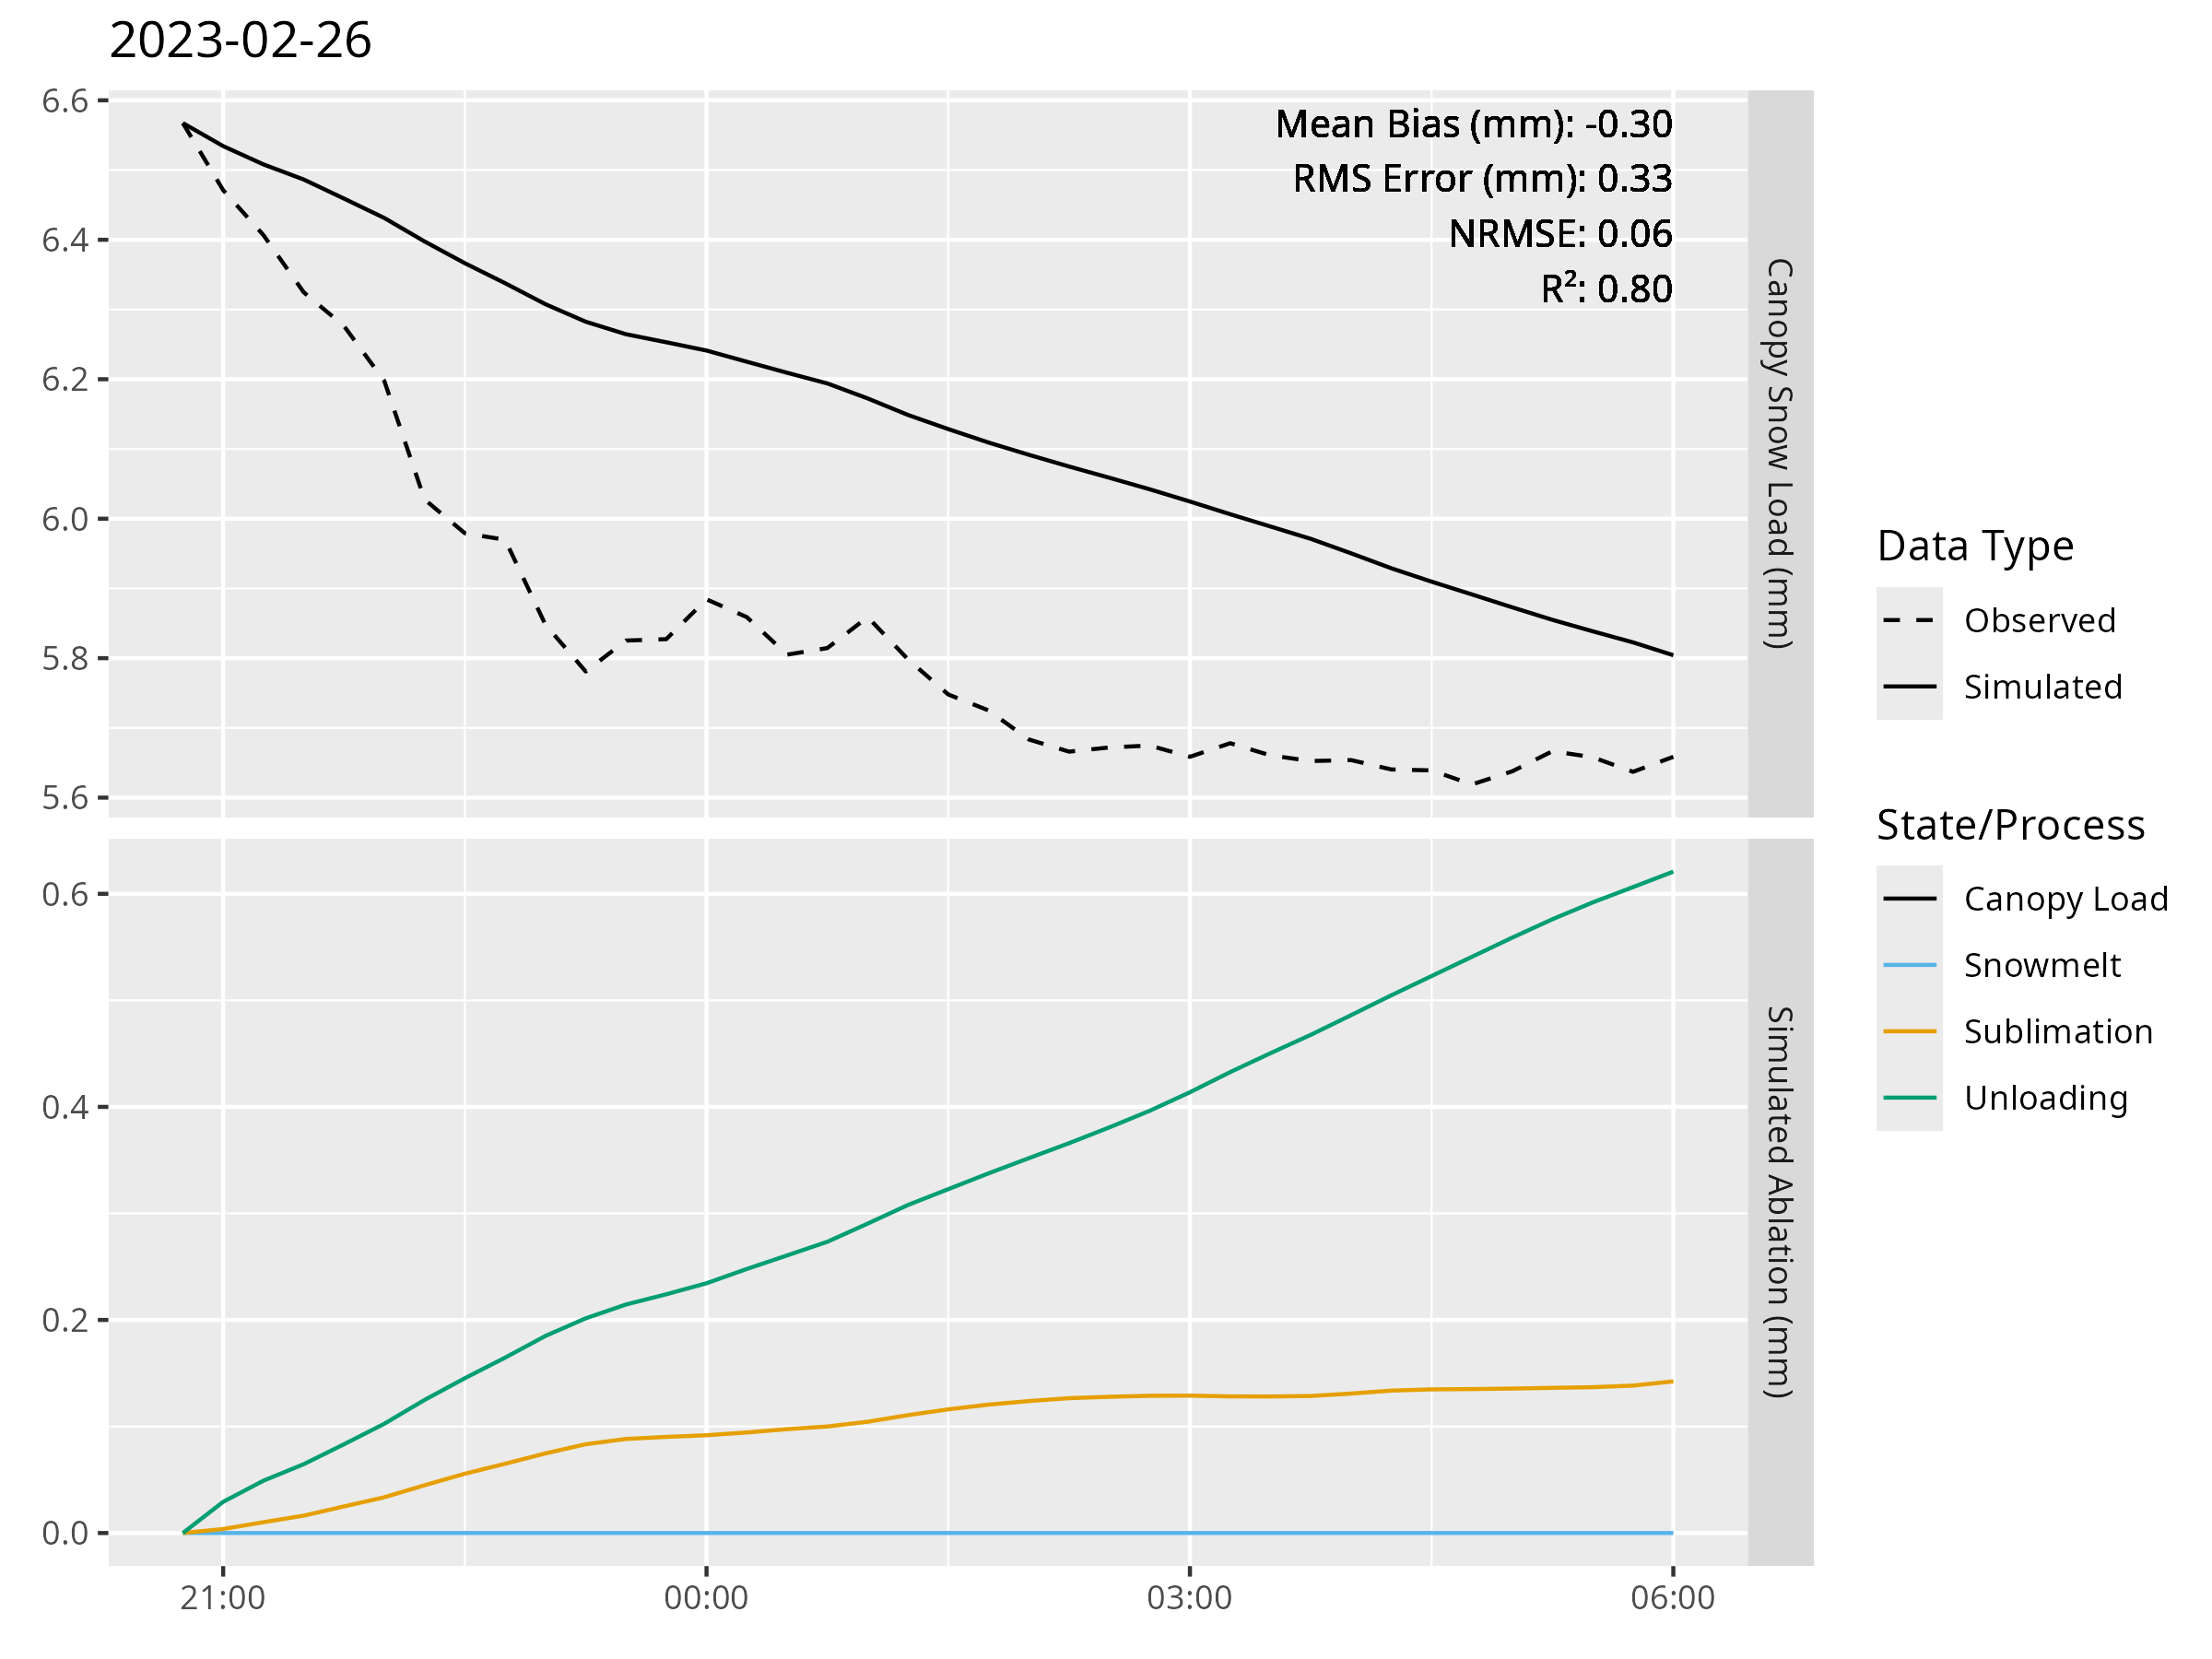 2023-02-26
6.6
6.4
6.2
6.0
5.8
5.6
Mean Bias (mm): -0.30
RMS Error (mm): 0.33
NRMSE: 0.06
R²: 0.80
Canopy Snow Load (mm)
0.6
0.4
0.2
0.0
Simulated Ablation (mm)
21:00
00:00
03:00
06:00
Data Type
Observed
Simulated
State/Process
Canopy Load
Snowmelt
Sublimation
Unloading